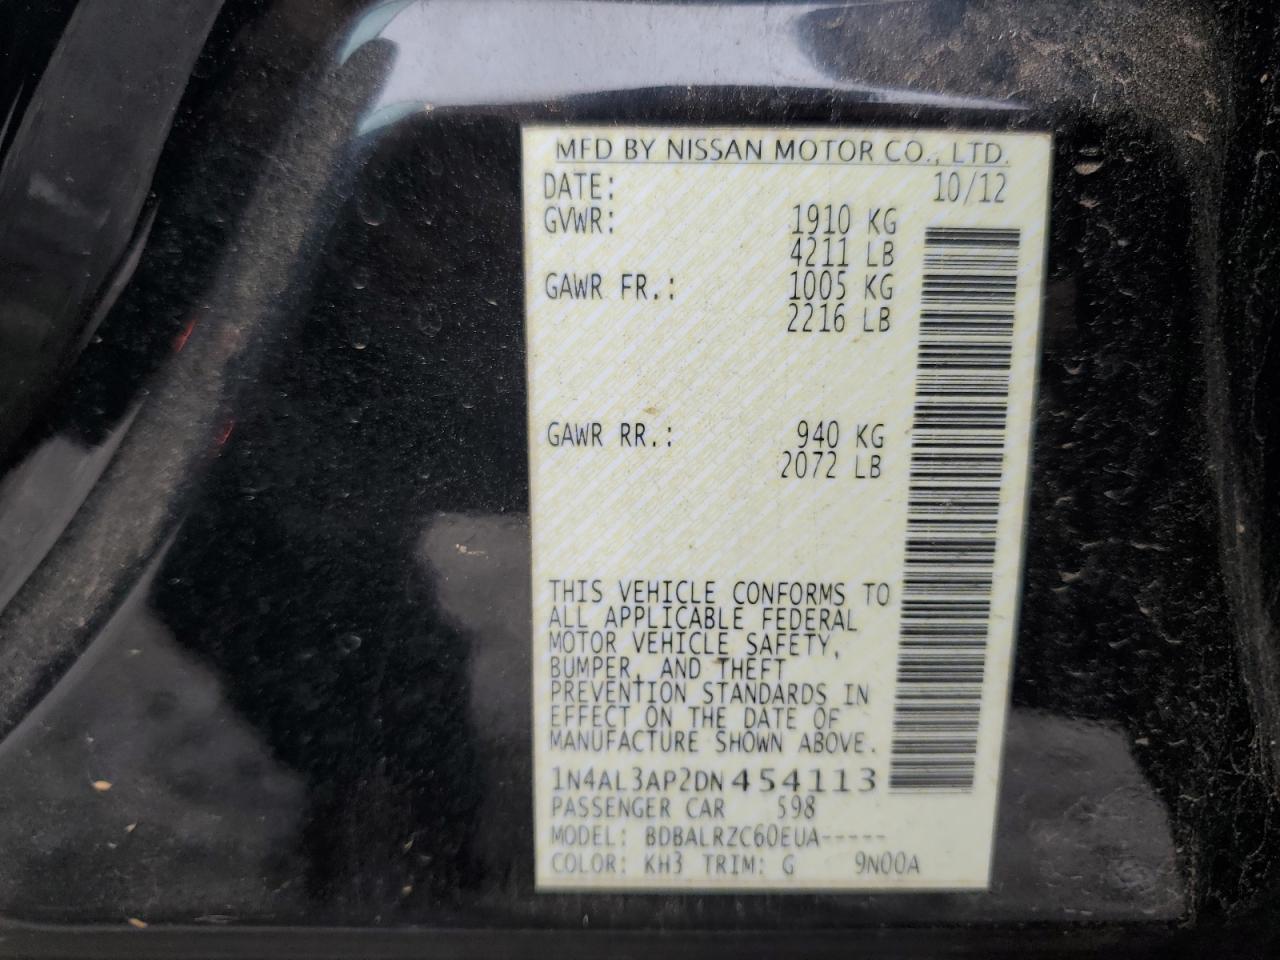 MFD BY NISSAN MOTOR CO., LTD.
DATE: 10/12
GVWR: 1910 KG
4211 LB
GAWR FR.: 1005 KG
2216 LB
GAWR RR.: 940 KG
2072 LB
THIS VEHICLE CONFORMS TO
ALL APPLICABLE FEDERAL
MOTOR VEHICLE SAFETY,
BUMPER, AND THEFT
PREVENTION STANDARDS IN
EFFECT ON THE DATE OF
MANUFACTURE SHOWN ABOVE.
1N4AL3AP2DN454113
PASSENGER CAR 598
MODEL: BDBALRZC60EUA-----
COLOR: KH3 TRIM: G 9N00A